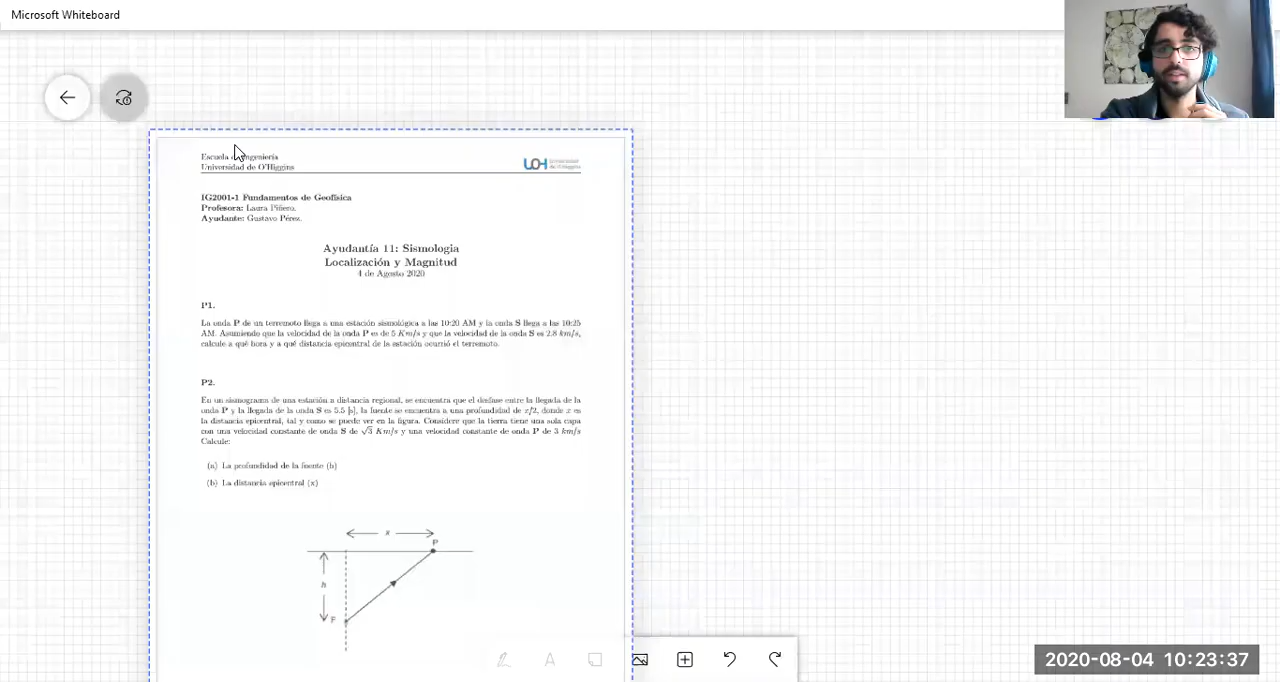 Microsoft Whiteboard
Escuela de Ingeniería
Universidad de O'Higgins
UOH Universidad
de O'Higgins
IG2001-1 Fundamentos de Geofísica
Profesora: Laura Piñero.
Ayudante: Gustavo Pérez.
Ayudantía 11: Sismologia
Localización y Magnitud
4 de Agosto 2020
P1.
La onda P de un terremoto llega a una estación sismológica a las 10:20 AM y la onda S llega a las 10:25
AM. Asumiendo que la velocidad de la onda P es de 5 Km/s y que la velocidad de la onda S es 2.8 km/s,
calcule a qué hora y a qué distancia epicentral de la estación ocurrió el terremoto.
P2.
En un sismograma de una estación a distancia regional, se encuentra que el desfase entre la llegada de la
onda P y la llegada de la onda S es 5.5 [s], la fuente se encuentra a una profundidad de x/2, donde x es
la distancia epicentral, tal y como se puede ver en la figura. Considere que la tierra tiene una sola capa
con una velocidad constante de onda S de √3 Km/s y una velocidad constante de onda P de 3 km/s
Calcule:
(a) La profundidad de la fuente (h)
(b) La distancia epicentral (x)
x
P
h
F
2020-08-04 10:23:37